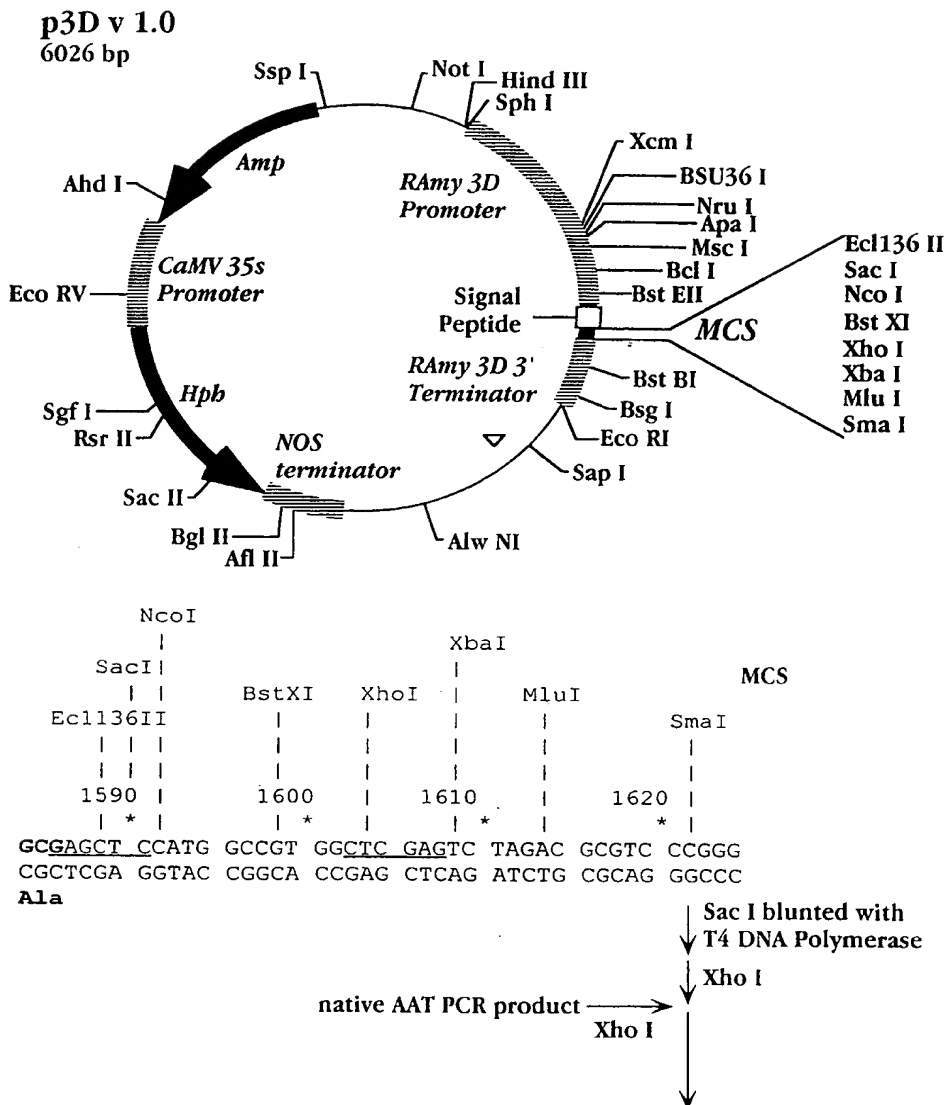 p3D v 1.0
6026 bp
Ssp I
Not I
Hind III
Sph I
Xcm I
BSU36 I
Nru I
Apa I
Msc I
Bcl I
Bst EII
Ecl136 II
Sac I
Nco I
Bst XI
Xho I
Xba I
Mlu I
Sma I
Amp
Ahd I
RAmy 3D
Promoter
CaMV 35s
Promoter
Eco RV
Signal
Peptide
MCS
RAmy 3D 3'
Terminator
Bst BI
Bsg I
Eco RI
Sap I
Hph
Sgf I
Rsr II
NOS
terminator
Sac II
Bgl II
Afl II
Alw NI
NcoI
XbaI
SacI
MCS
BstXI
XhoI
MluI
Ecl136II
SmaI
1590 1600 1610 1620
* * * *
GCGAGCT CCATG GCCGT GGCTC GAGTC TAGAC GCGTC CCGGG
CGCTCGA GGTAC CGGCA CCGAG CTCAG ATCTG CGCAG GGCCC
Ala
Sac I blunted with
T4 DNA Polymerase
Xho I
native AAT PCR product
Xho I